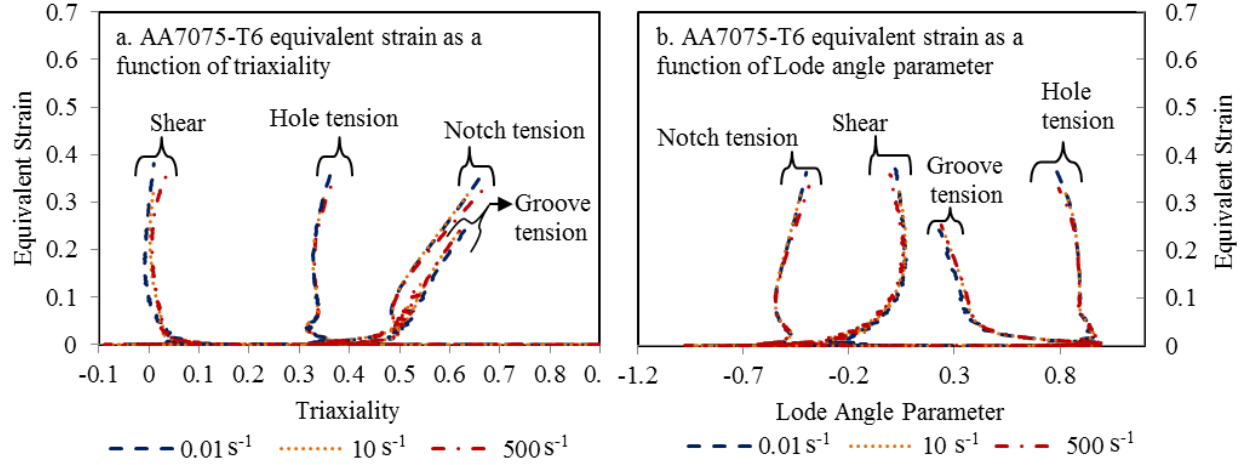 a. AA7075-T6 equivalent strain as a
function of triaxiality
Equivalent Strain
0.7
0.6
0.5
0.4
0.3
0.2
0.1
0
Shear
Hole tension
Notch tension
Groove
tension
-0.1 0 0.1 0.2 0.3 0.4 0.5 0.6 0.7 0.8 0.
Triaxiality
0.01 s⁻¹ 10 s⁻¹ 500 s⁻¹
b. AA7075-T6 equivalent strain as a
function of Lode angle parameter
Notch tension
Shear
Groove
tension
Hole
tension
0.7
0.6
0.5
0.4
0.3
0.2
0.1
0
Equivalent Strain
-1.2 -0.7 -0.2 0.3 0.8
Lode Angle Parameter
0.01 s⁻¹ 10 s⁻¹ 500 s⁻¹